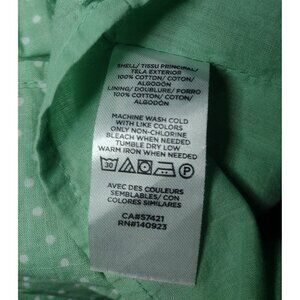 SHELL/ TISSU PRINCIPAL/
TELA EXTERIOR
100% COTTON/ COTON/
ALGODÓN
LINING/ DOUBLURE/ FORRO
100% COTTON/ COTON/
ALGODÓN
MACHINE WASH COLD
WITH LIKE COLORS
ONLY NON-CHLORINE
BLEACH WHEN NEEDED
TUMBLE DRY LOW
WARM IRON WHEN NEEDED
30 P
AVEC DES COULEURS
SEMBLABLES/ CON
COLORES SIMILARES
CA#57421
RN#140923